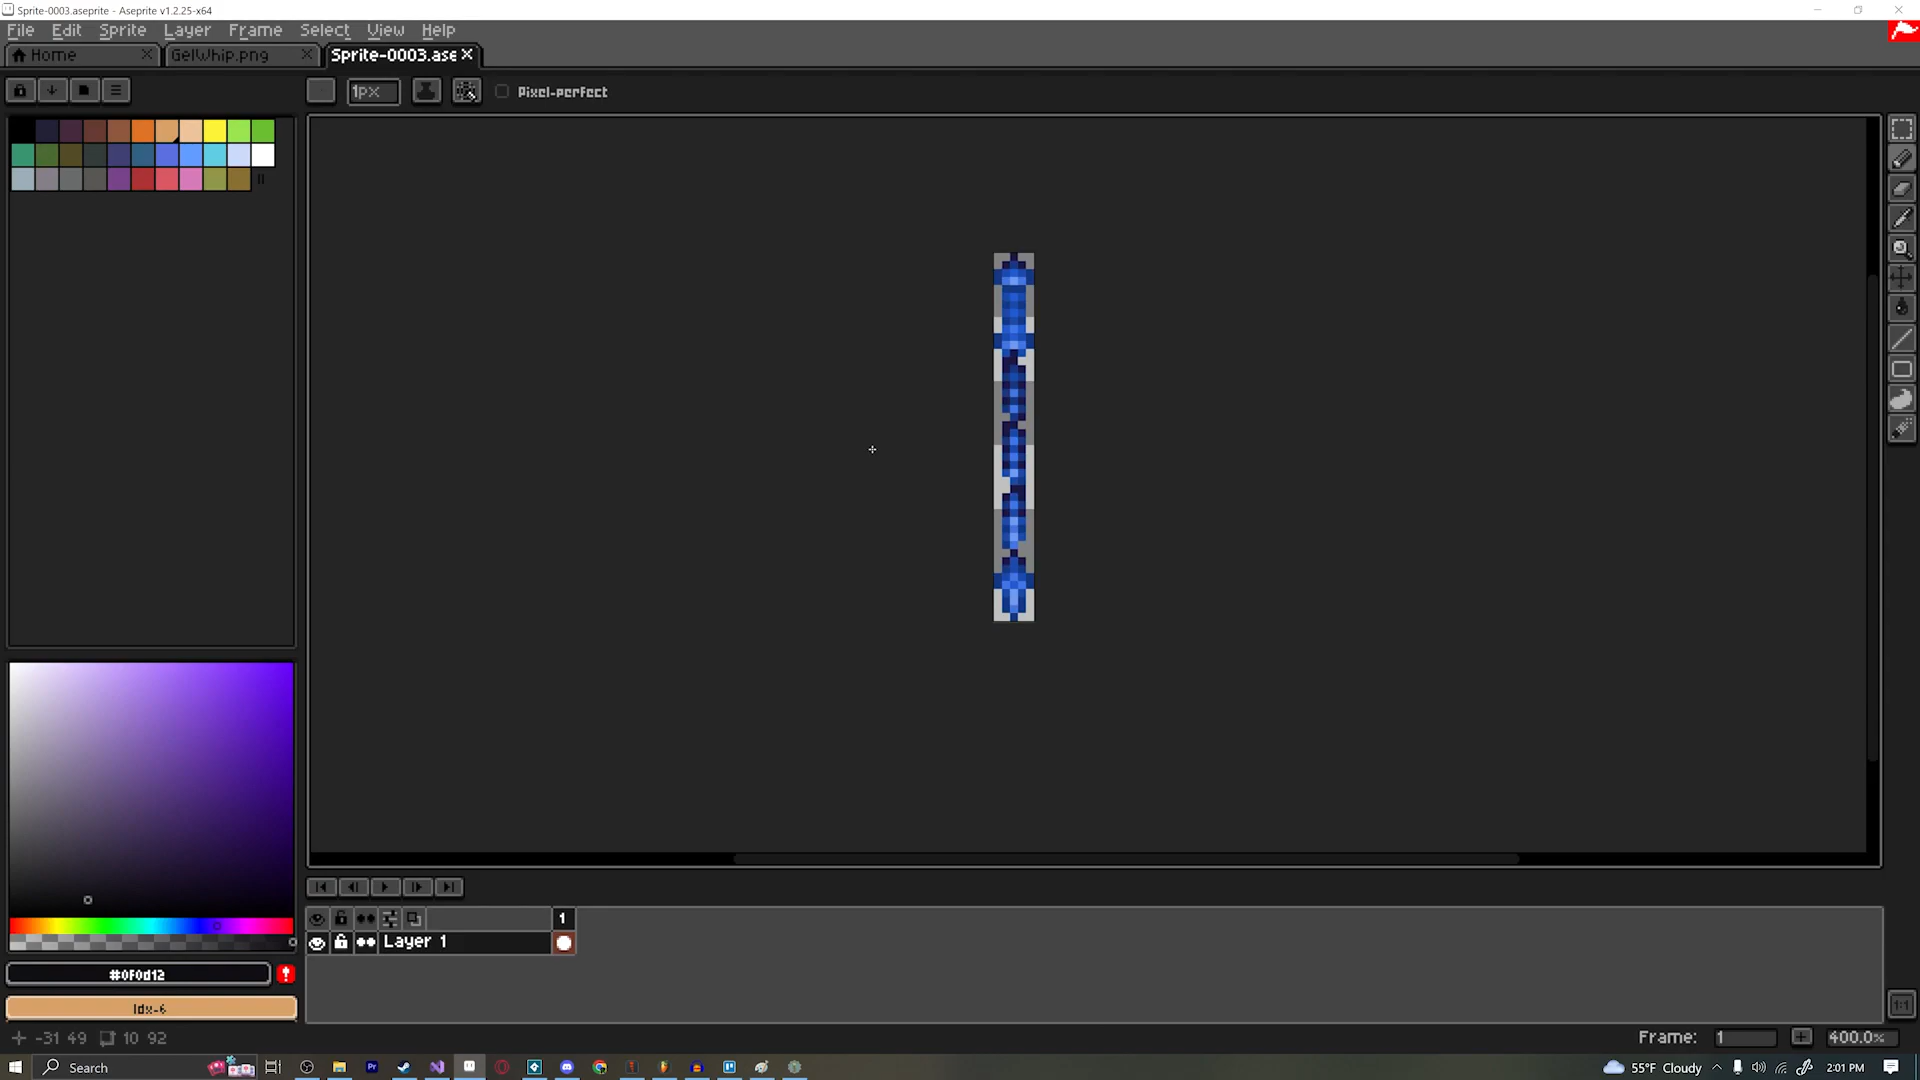 Sprite-0003.aseprite - Aseprite v1.2.25-x64
File Edit Sprite Layer Frame Select View Help
Home GelWhip.png Sprite-0003.ase
1px Pixel-perfect
1
Layer 1
#0f0d12
Idx-6
-31 49 10 92
Frame: 1 400.0%
Search
55°F Cloudy 2:01 PM